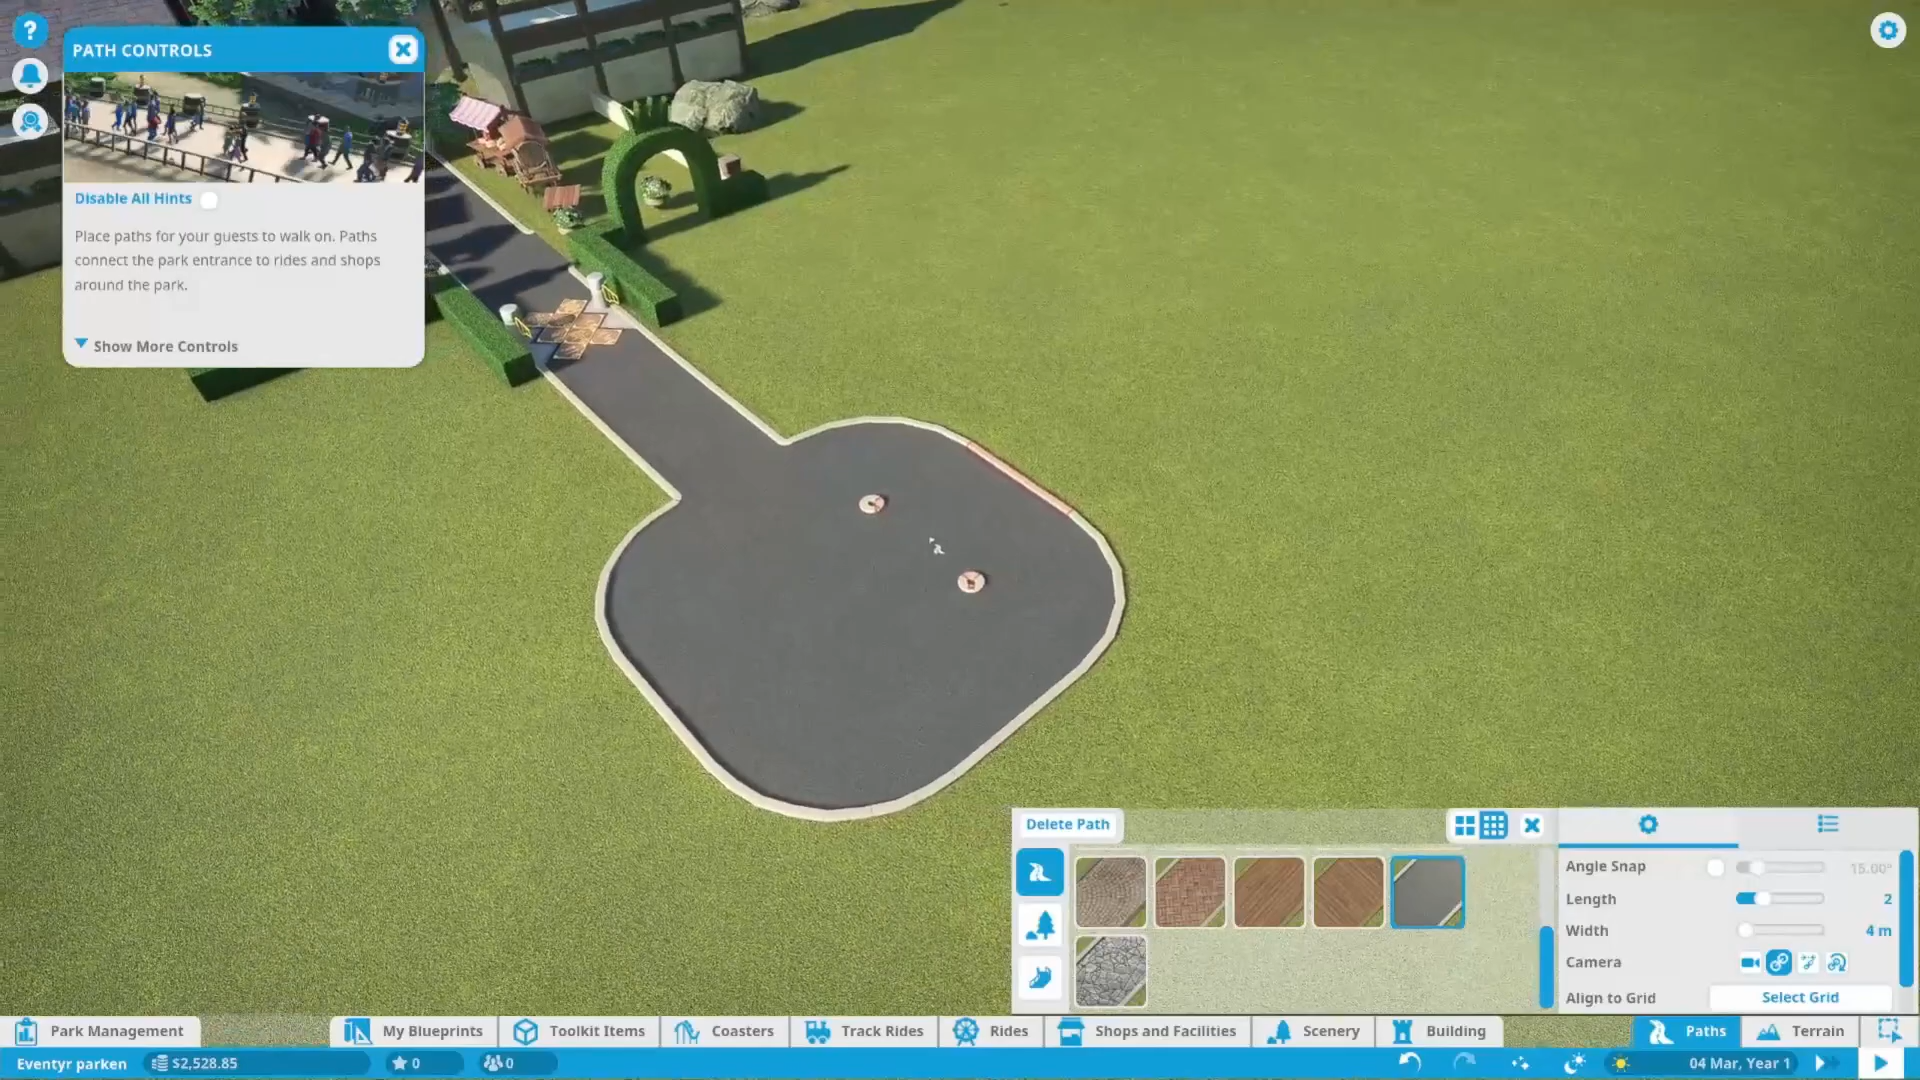 ?
PATH CONTROLS
Disable All Hints
Place paths for your guests to walk on. Paths
connect the park entrance to rides and shops
around the park.
Show More Controls
Delete Path
Angle Snap 15.00°
Length 2
Width 4 m
Camera
Align to Grid Select Grid
Park Management My Blueprints Toolkit Items Coasters Track Rides Rides Shops and Facilities Scenery Building Paths Terrain
Eventyr parken $2,528.85 0 0 04 Mar, Year 1